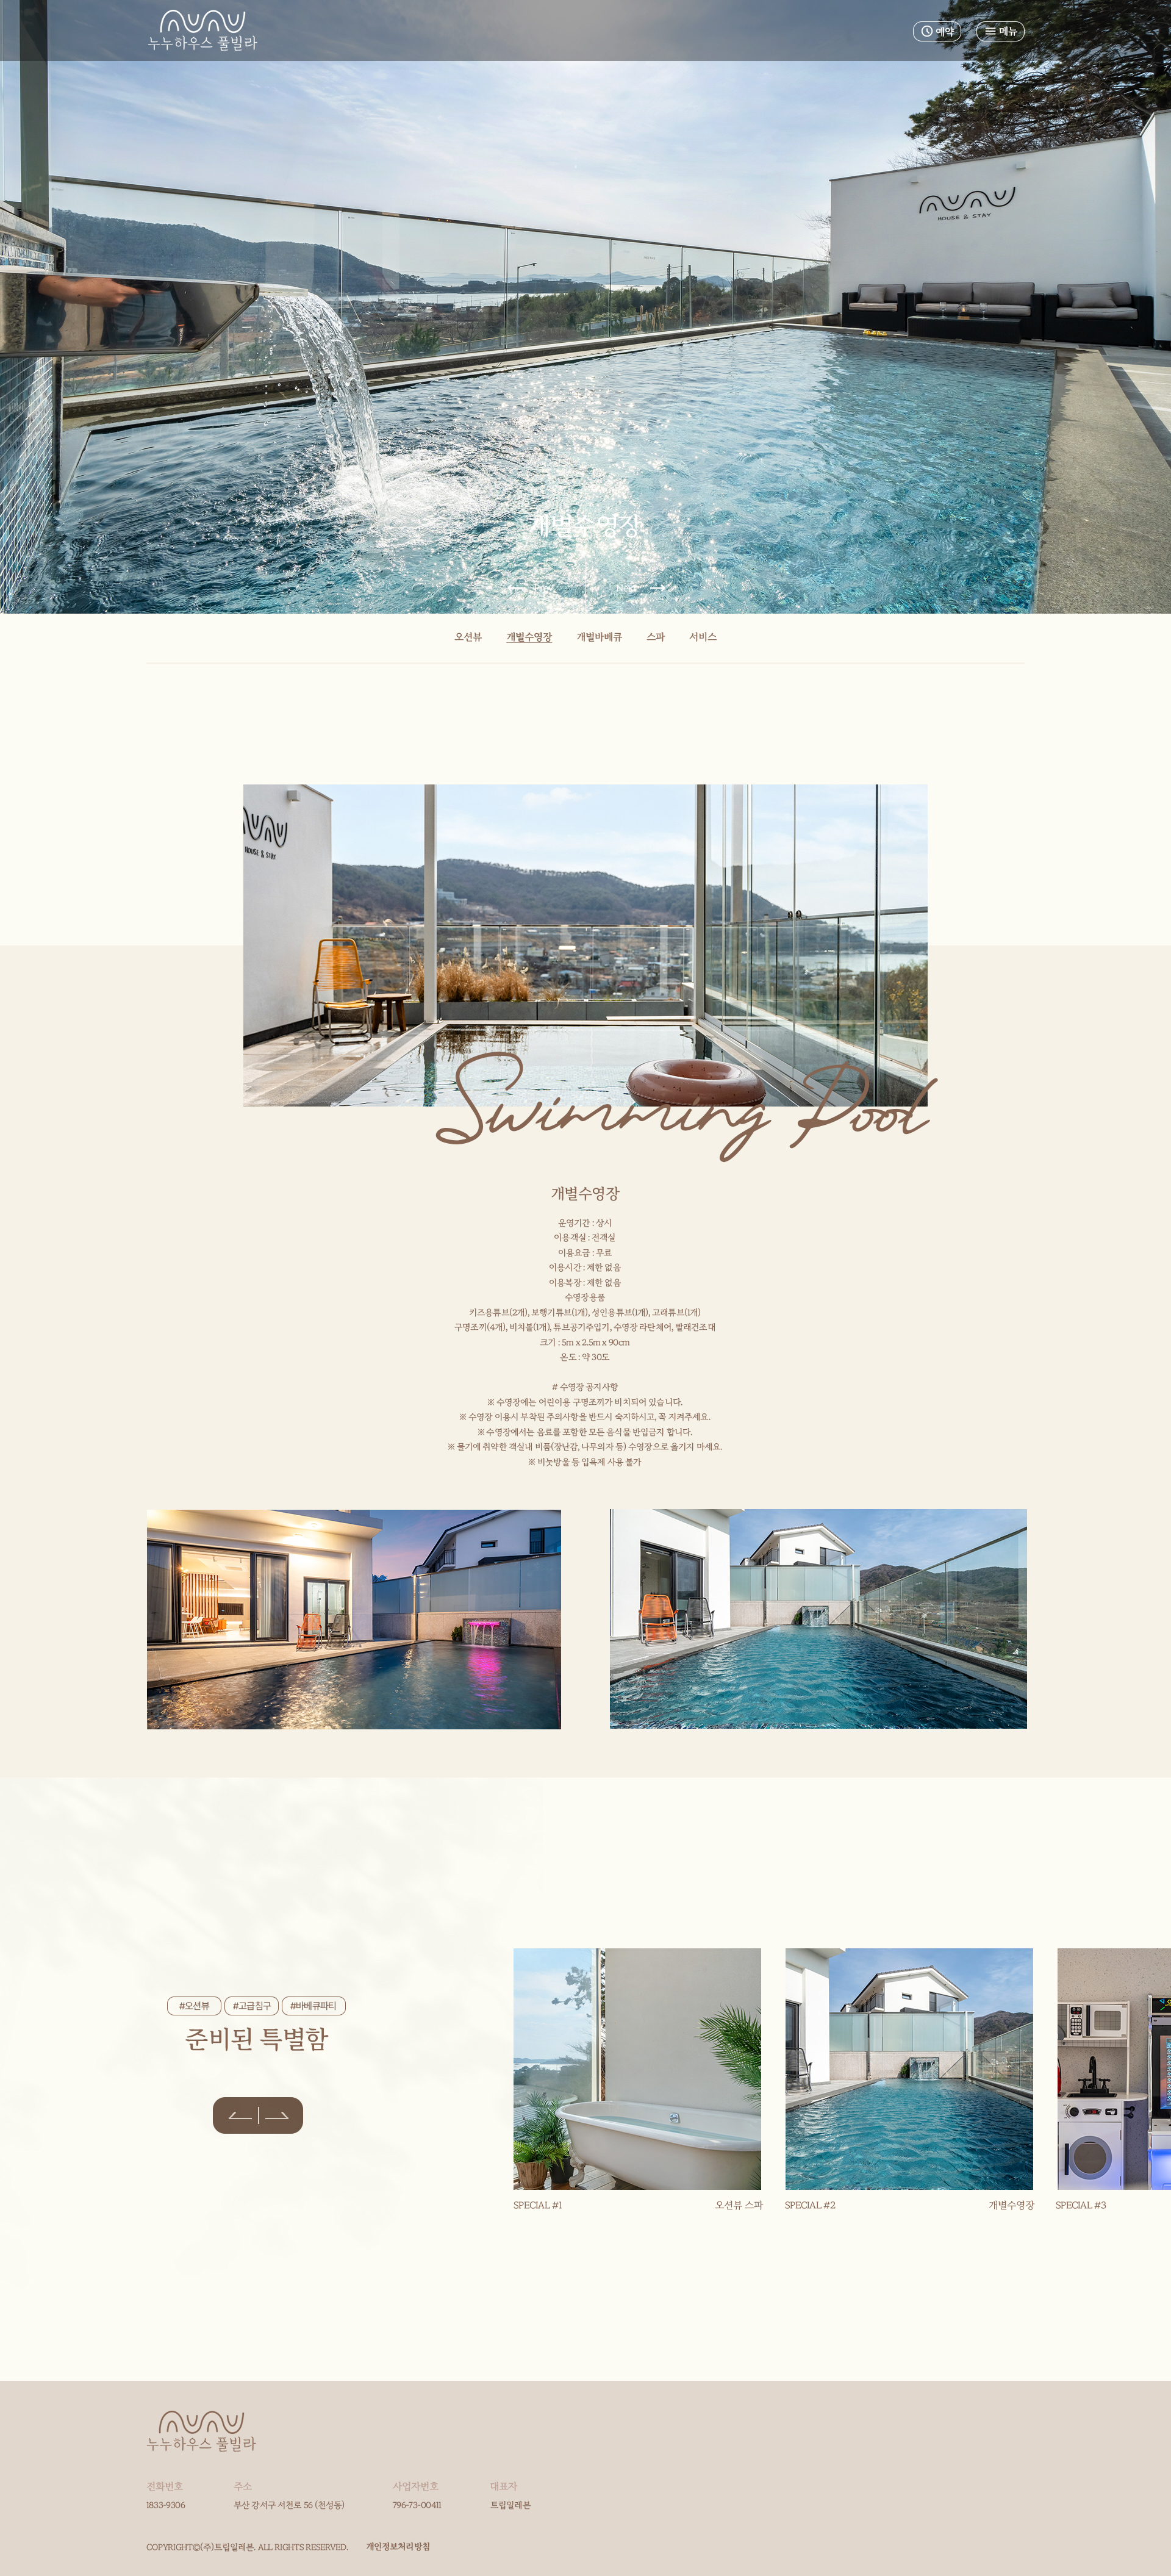 누누하우스 풀빌라
예약
메뉴
nunu
HOUSE & STAY
개별수영장
오션뷰
개별수영장
개별바베큐
스파
서비스
HOUSE & STAY
Swimming Pool
개별수영장
운영기간 : 상시
이용객실 : 전객실
이용요금 : 무료
이용시간 : 제한 없음
이용복장 : 제한 없음
수영장용품
키즈용튜브(2개), 보행기튜브(1개), 성인용튜브(1개), 고래튜브(1개)
구명조끼(4개), 비치볼(1개), 튜브공기주입기, 수영장 라탄체어, 빨래건조대
크기 : 5m x 2.5m x 90cm
온도 : 약 30도
# 수영장 공지사항
※ 수영장에는 어린이용 구명조끼가 비치되어 있습니다.
※ 수영장 이용시 부착된 주의사항을 반드시 숙지하시고, 꼭 지켜주세요.
※ 수영장에서는 음료를 포함한 모든 음식물 반입금지 합니다.
※ 물기에 취약한 객실내 비품(장난감, 나무의자 등) 수영장으로 옮기지 마세요.
※ 비눗방울 등 입욕제 사용 불가
#오션뷰
#고급침구
#바베큐파티
준비된 특별함
SPECIAL #1
오션뷰 스파
SPECIAL #2
개별수영장
SPECIAL #3
누누하우스 풀빌라
전화번호
1833-9306
주소
부산 강서구 서천로 56 (천성동)
사업자번호
796-73-00411
대표자
트립일레븐
COPYRIGHT©(주)트립일레븐. ALL RIGHTS RESERVED.
개인정보처리방침